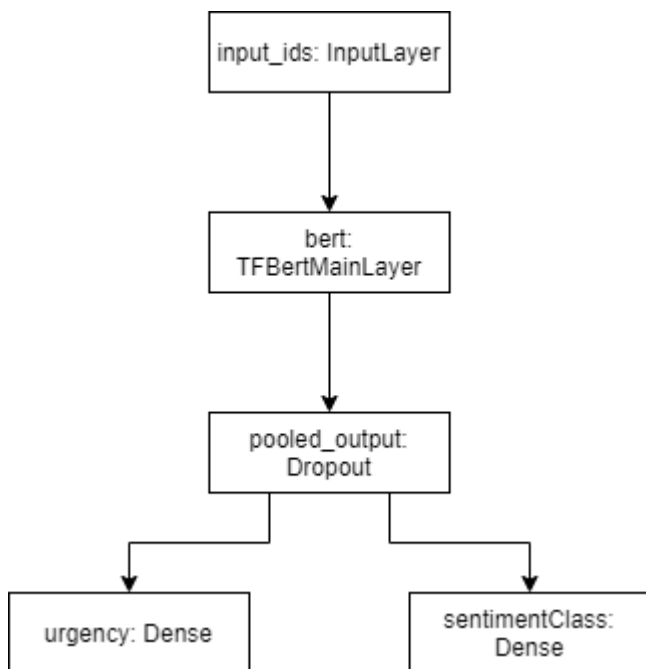 input_ids: InputLayer
bert:
TFBertMainLayer
pooled_output:
Dropout
urgency: Dense
sentimentClass:
Dense